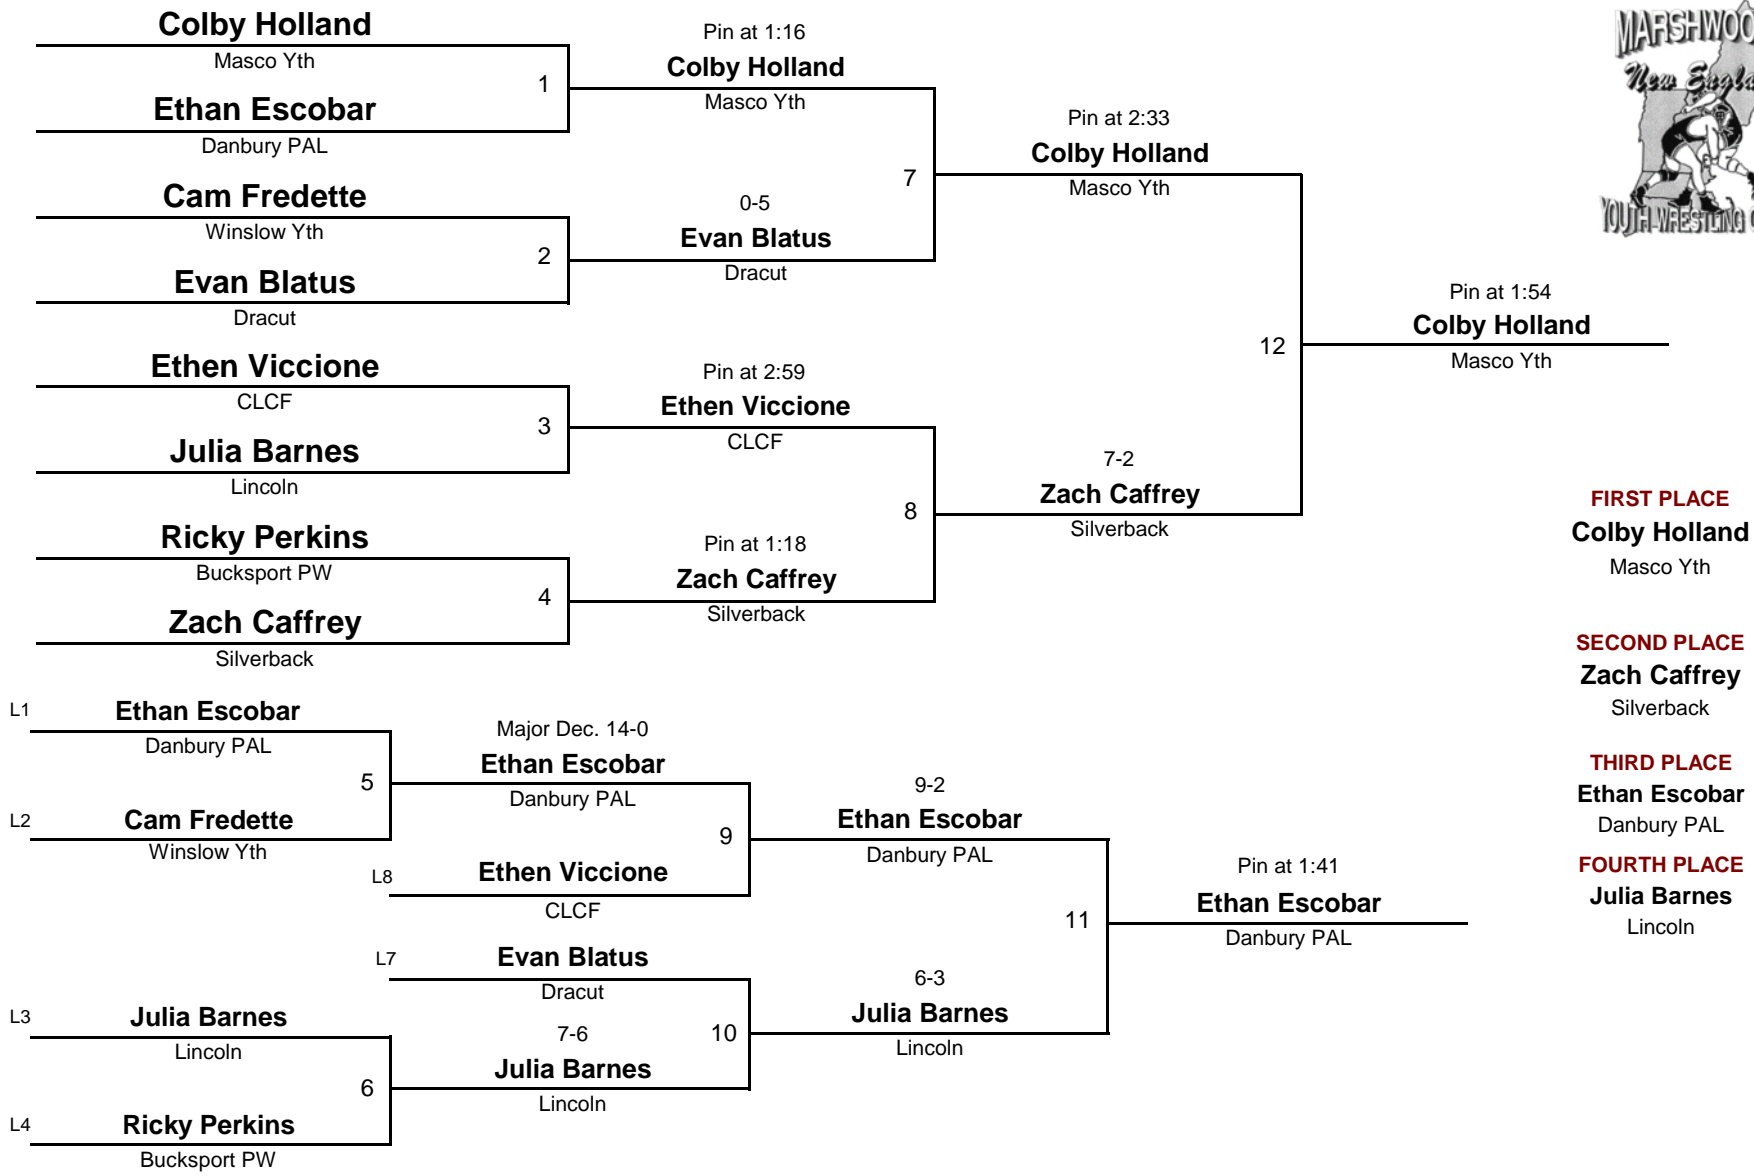 Colby Holland
Masco Yth
1
Ethan Escobar
Danbury PAL
Cam Fredette
Winslow Yth
2
Evan Blatus
Dracut
Ethen Viccione
CLCF
3
Julia Barnes
Lincoln
Ricky Perkins
Bucksport PW
4
Zach Caffrey
Silverback
Pin at 1:16
Colby Holland
Masco Yth
7
0-5
Evan Blatus
Dracut
Pin at 2:59
Ethen Viccione
CLCF
8
Pin at 1:18
Zach Caffrey
Silverback
Pin at 2:33
Colby Holland
Masco Yth
12
7-2
Zach Caffrey
Silverback
Pin at 1:54
Colby Holland
Masco Yth
L1
Ethan Escobar
Danbury PAL
5
L2
Cam Fredette
Winslow Yth
Major Dec. 14-0
Ethan Escobar
Danbury PAL
9
L8
Ethen Viccione
CLCF
L7
Evan Blatus
Dracut
10
7-6
Julia Barnes
Lincoln
L3
Julia Barnes
Lincoln
6
L4
Ricky Perkins
Bucksport PW
9-2
Ethan Escobar
Danbury PAL
11
6-3
Julia Barnes
Lincoln
Pin at 1:41
Ethan Escobar
Danbury PAL
MARSHWOO
New Engla
YOUTH WRESTLING
FIRST PLACE
Colby Holland
Masco Yth
SECOND PLACE
Zach Caffrey
Silverback
THIRD PLACE
Ethan Escobar
Danbury PAL
FOURTH PLACE
Julia Barnes
Lincoln